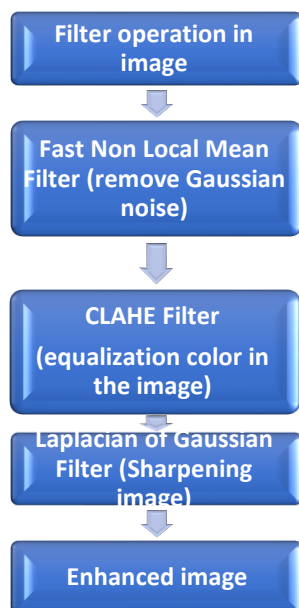 Filter operation in
image
Fast Non Local Mean
Filter (remove Gaussian
noise)
CLAHE Filter
(equalization color in
the image)
Laplacian of Gaussian
Filter (Sharpening
image)
Enhanced image